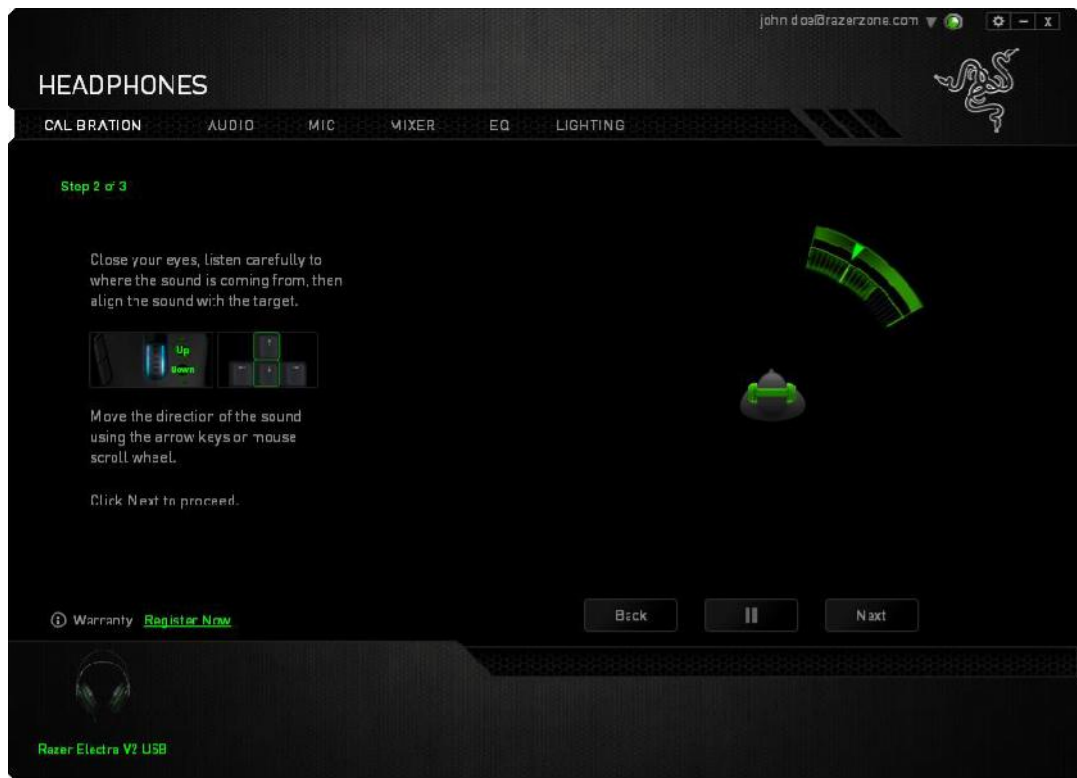 john doe@razerzone.com
x
HEADPHONES
CALIBRATION AUDIO MIC MIXER EQ LIGHTING
Step 2 of 3
Close your eyes, listen carefully to
where the sound is coming from, then
align the sound with the target.
Up
Down
Move the direction of the sound
using the arrow keys or mouse
scroll wheel.
Click Next to proceed.
Warranty Register Now
Back
Next
Razer Electra V2 USB